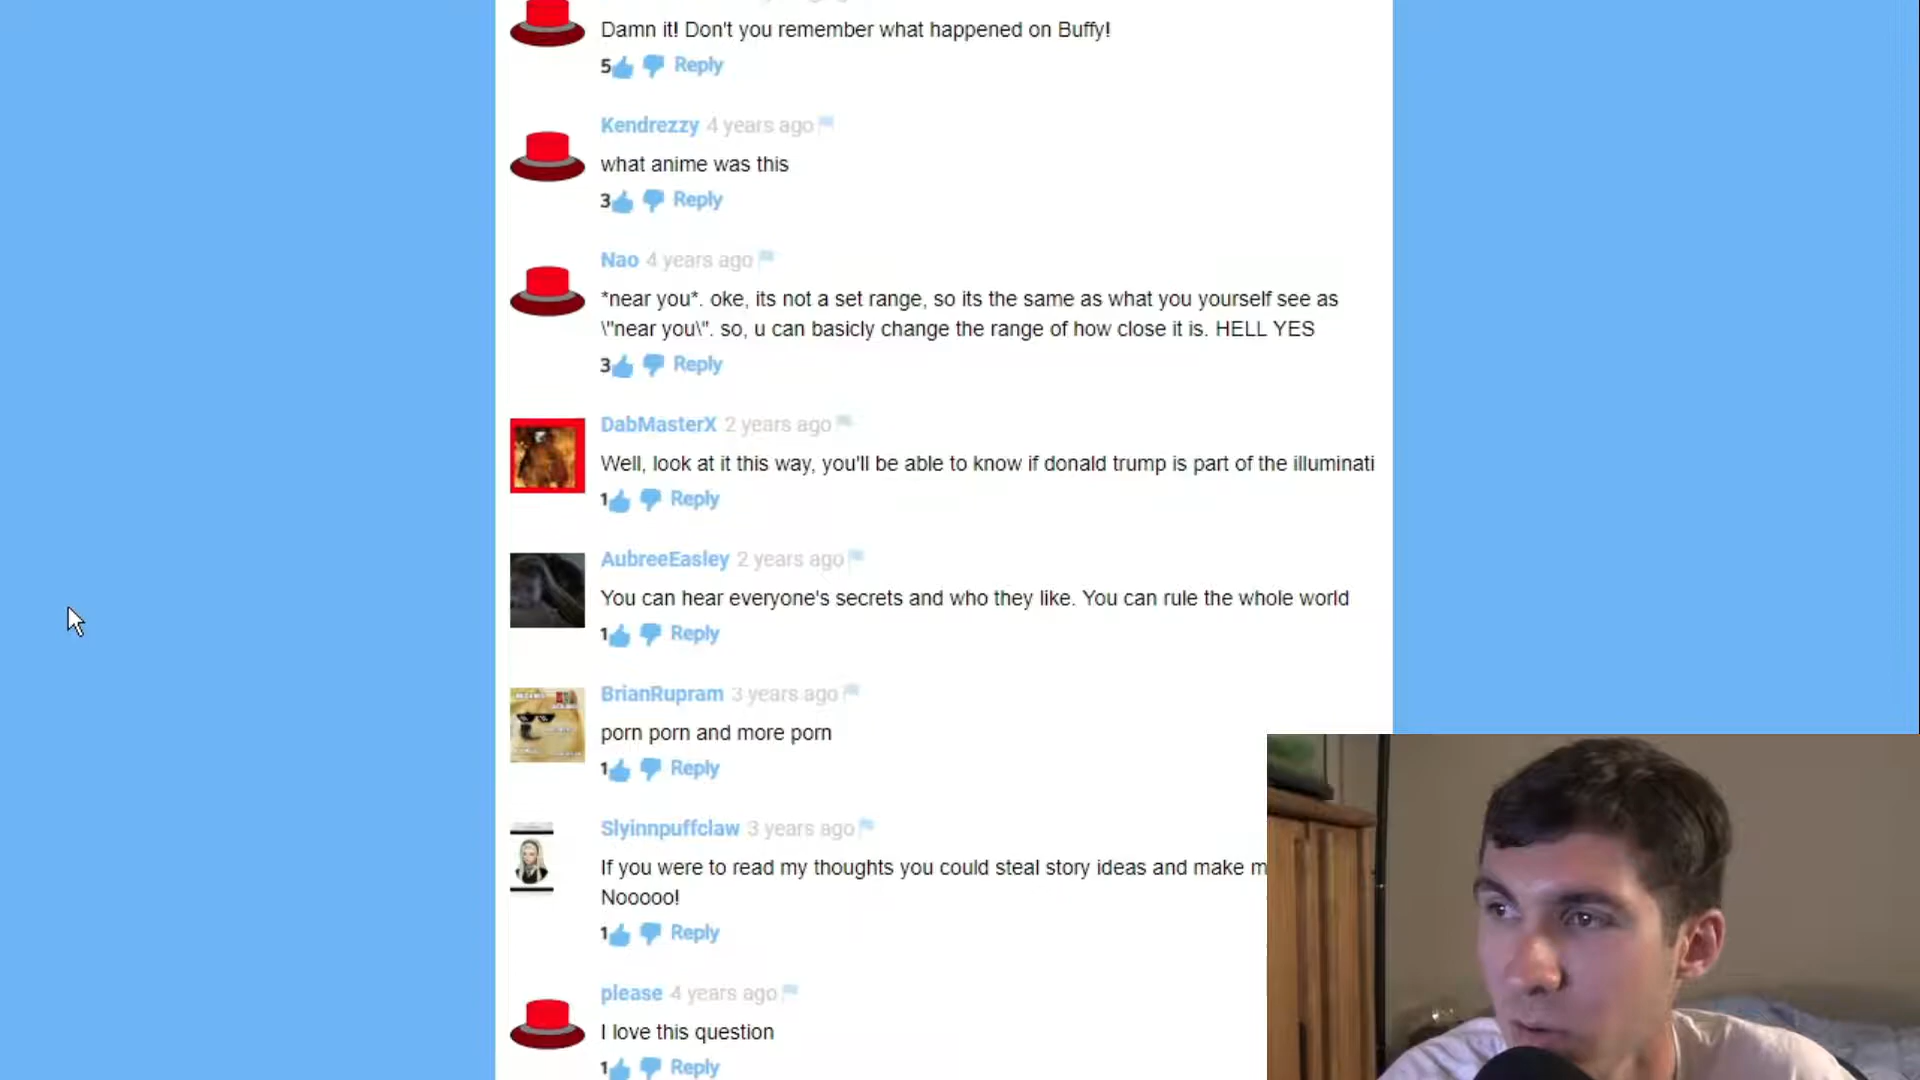 Damn it! Don't you remember what happened on Buffy!
5 Reply
Kendrezzy 4 years ago
what anime was this
3 Reply
Nao 4 years ago
*near you*. oke, its not a set range, so its the same as what you yourself see as
\"near you\". so, u can basicly change the range of how close it is. HELL YES
3 Reply
DabMasterX 2 years ago
Well, look at it this way, you'll be able to know if donald trump is part of the illuminati
1 Reply
AubreeEasley 2 years ago
You can hear everyone's secrets and who they like. You can rule the whole world
1 Reply
BrianRupram 3 years ago
porn porn and more porn
1 Reply
Slyinnpuffclaw 3 years ago
If you were to read my thoughts you could steal story ideas and make m
Nooooo!
1 Reply
please 4 years ago
I love this question
1 Reply